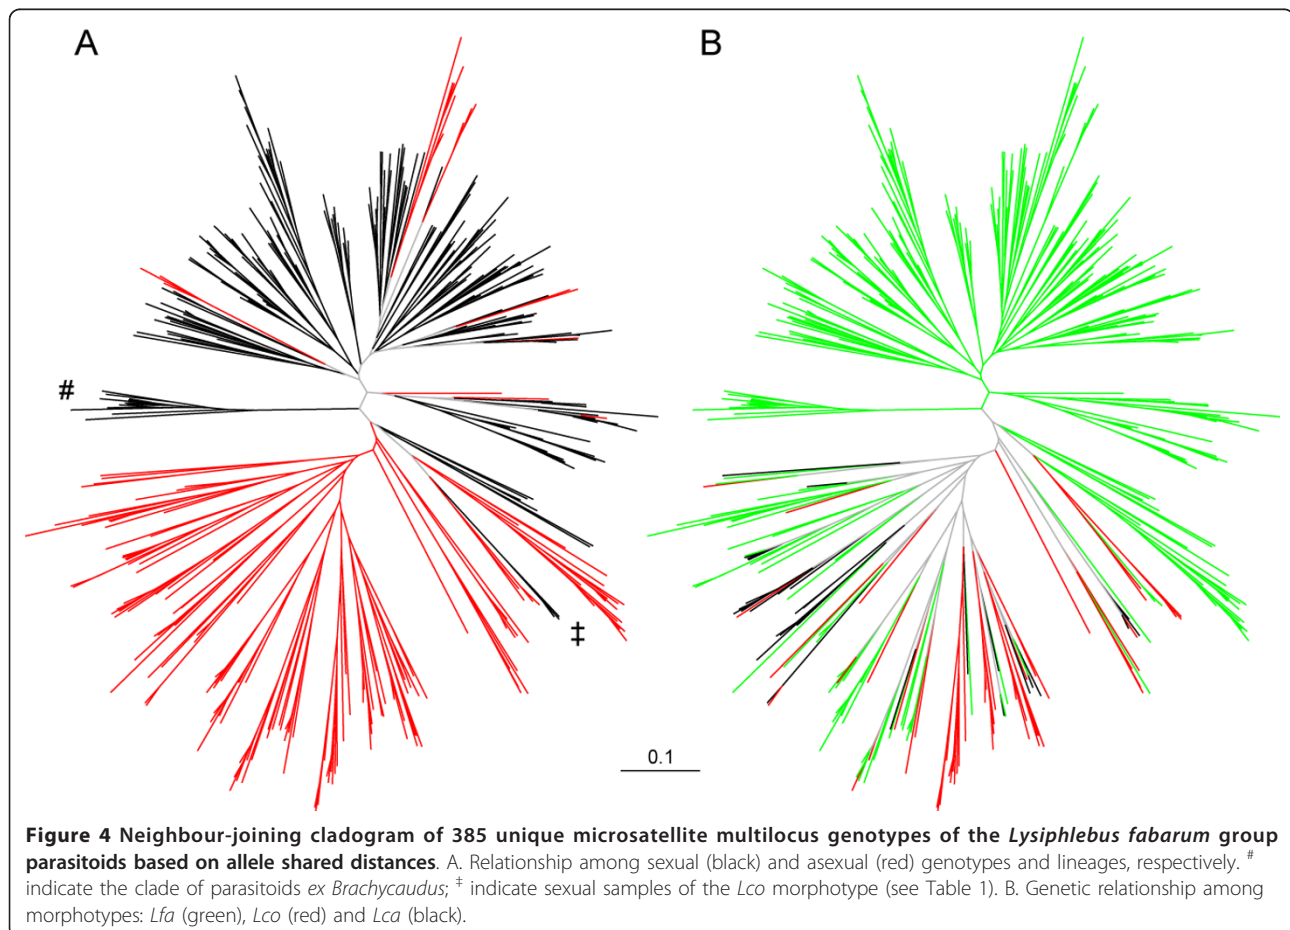 A
B
#
‡
0.1
Figure 4 Neighbour-joining cladogram of 385 unique microsatellite multilocus genotypes of the Lysiphlebus fabarum group
parasitoids based on allele shared distances. A. Relationship among sexual (black) and asexual (red) genotypes and lineages, respectively. #
indicate the clade of parasitoids ex Brachycaudus; ‡ indicate sexual samples of the Lco morphotype (see Table 1). B. Genetic relationship among
morphotypes: Lfa (green), Lco (red) and Lca (black).